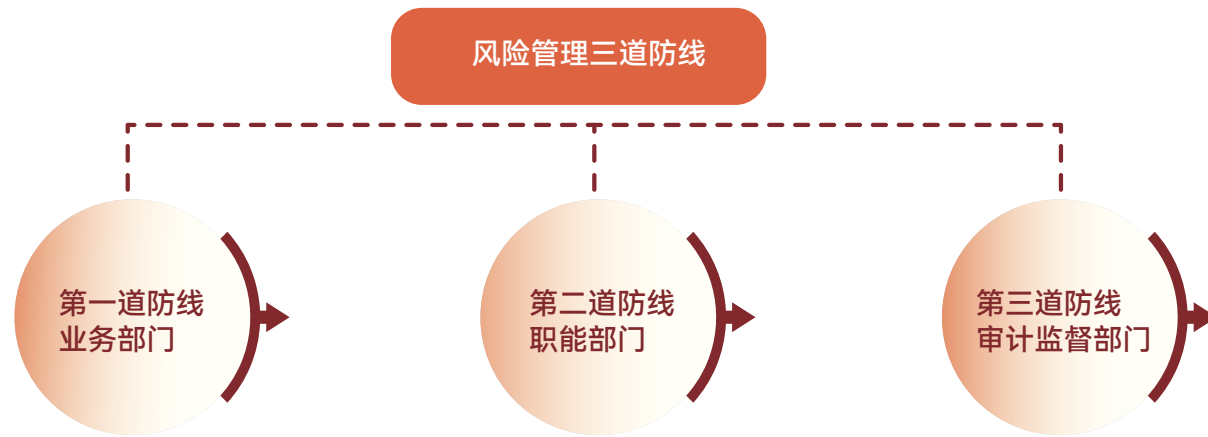 风险管理三道防线
第一道防线
业务部门
第二道防线
职能部门
第三道防线
审计监督部门